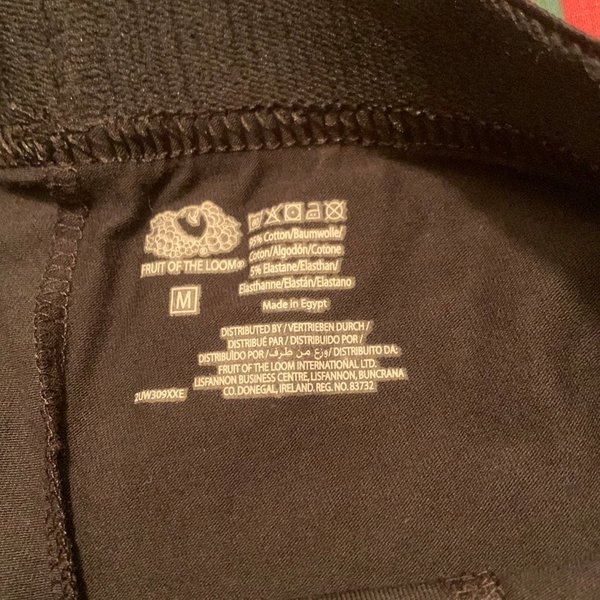 FRUIT OF THE LOOM®
M
95% Cotton/Baumwolle/
Coton/Algodón/Cotone
5% Elastane/Elasthan/
Elasthanne/Elastán/Elastano
Made in Egypt
DISTRIBUTED BY / VERTRIEBEN DURCH /
DISTRIBUÉ PAR / DISTRIBUIDO POR /
DISTRIBUÍDO POR / وزع من طرف / DISTRIBUITO DA:
FRUIT OF THE LOOM INTERNATIONAL LTD.
LISFANNON BUSINESS CENTRE, LISFANNON, BUNCRANA
CO. DONEGAL, IRELAND. REG. NO. 83732
2UW309XXE